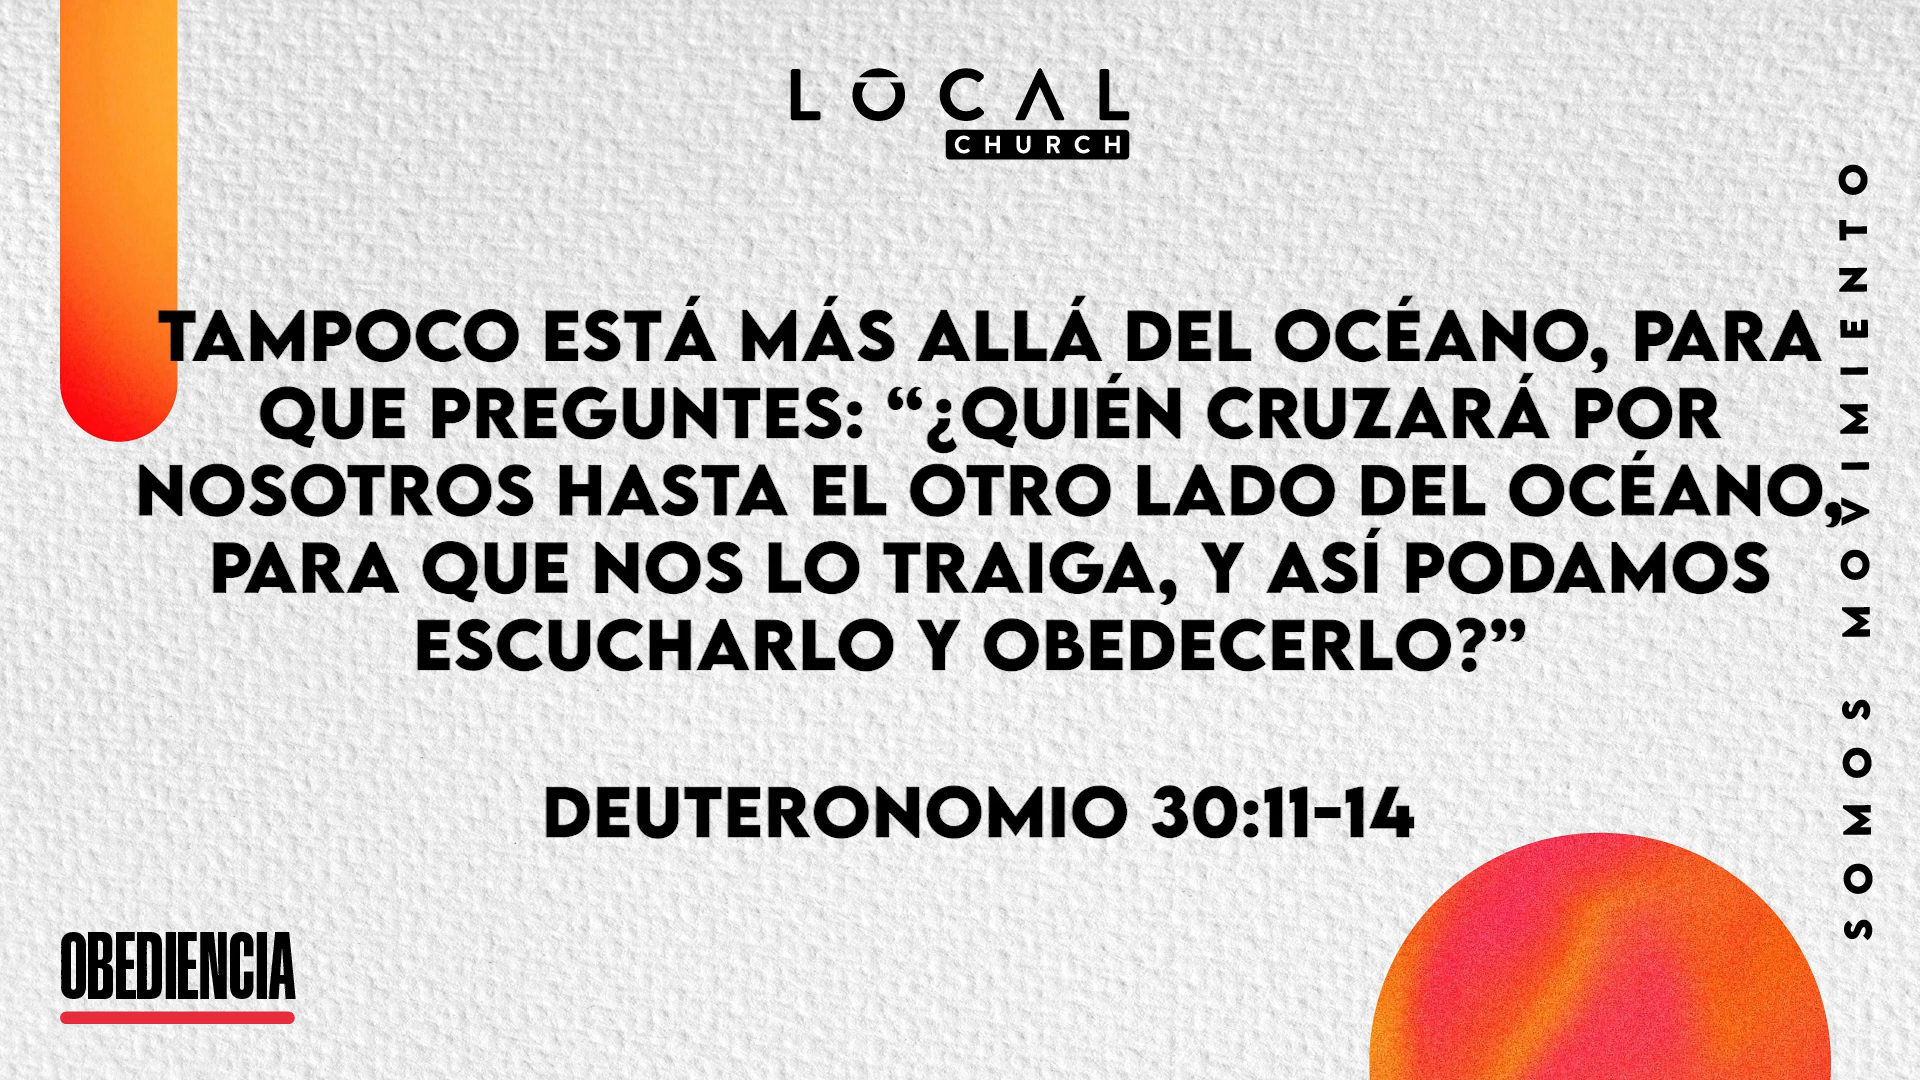 LOCAL
CHURCH
TAMPOCO ESTÁ MÁS ALLÁ DEL OCÉANO, PARA
QUE PREGUNTES: “¿QUIÉN CRUZARÁ POR
NOSOTROS HASTA EL OTRO LADO DEL OCÉANO,
PARA QUE NOS LO TRAIGA, Y ASÍ PODAMOS
ESCUCHARLO Y OBEDECERLO?”
DEUTERONOMIO 30:11-14
OBEDIENCIA
SOMOS MOVIMIENTO